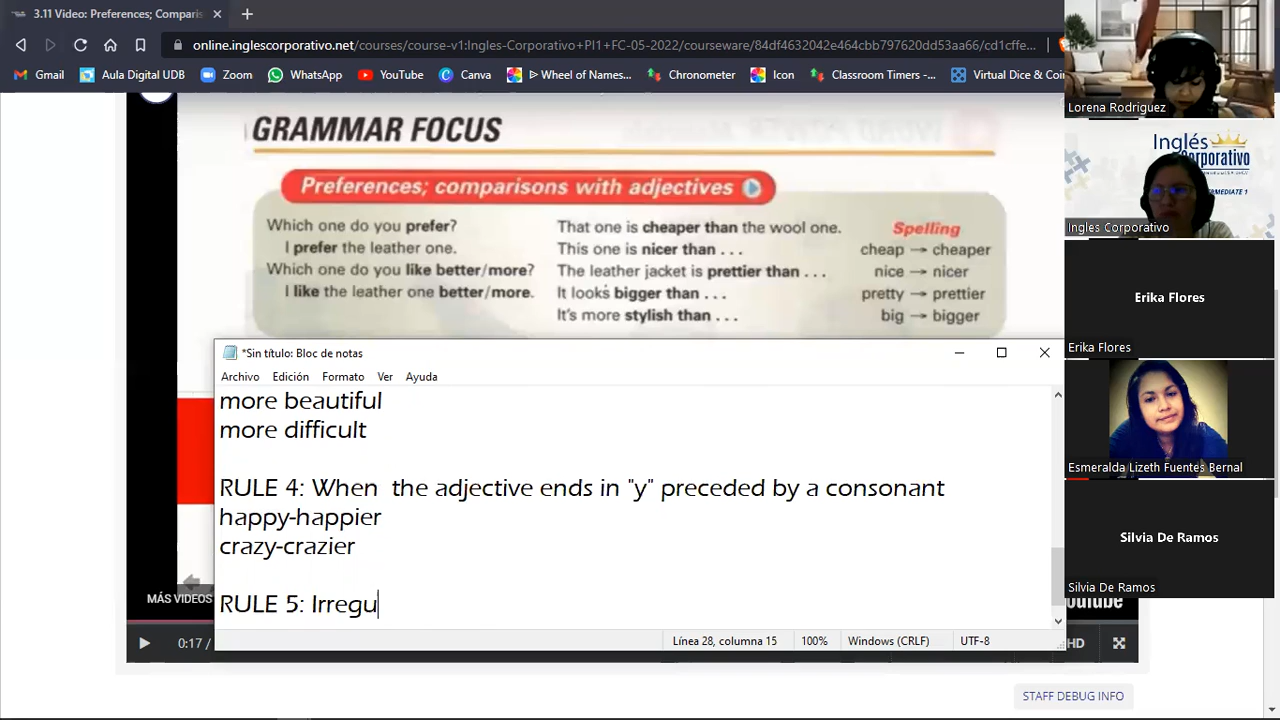 3.11 Video: Preferences; Comparis
online.inglescorporativo.net/courses/course-v1:Ingles-Corporativo+PI1+FC-05-2022/courseware/84df4632042e464cbb797620dd53aa66/cd1cffe...
Gmail
Aula Digital UDB
Zoom
WhatsApp
YouTube
Canva
ᐅ Wheel of Names...
Chronometer
Icon
Classroom Timers -...
Virtual Dice & Coi
GRAMMAR FOCUS
Preferences; comparisons with adjectives
Which one do you prefer?
I prefer the leather one.
Which one do you like better/more?
I like the leather one better/more.
That one is cheaper than the wool one.
This one is nicer than . . .
The leather jacket is prettier than . . .
It looks bigger than . . .
It's more stylish than . . .
Spelling
cheap → cheaper
nice → nicer
pretty → prettier
big → bigger
*Sin título: Bloc de notas
Archivo Edición Formato Ver Ayuda
more beautiful
more difficult
RULE 4: When  the adjective ends in "y" preceded by a consonant
happy-happier
crazy-crazier
RULE 5: Irregu
Línea 28, columna 15
100%
Windows (CRLF)
UTF-8
MÁS VIDEOS
0:17 /
HD
STAFF DEBUG INFO
Lorena Rodriguez
Inglés
Corporativo
Ingles Corporativo
Erika Flores
Erika Flores
Esmeralda Lizeth Fuentes Bernal
Silvia De Ramos
Silvia De Ramos